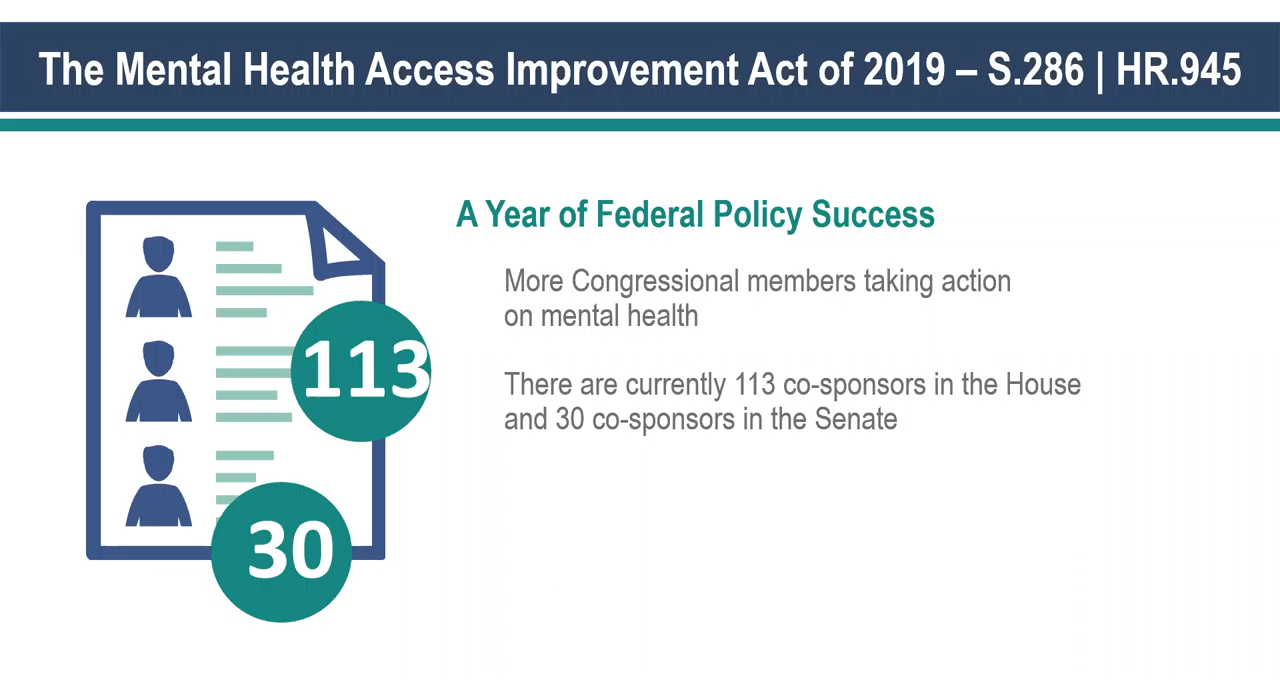 The Mental Health Access Improvement Act of 2019 – S.286 | HR.945
A Year of Federal Policy Success
More Congressional members taking action
on mental health
113
There are currently 113 co-sponsors in the House
and 30 co-sponsors in the Senate
30